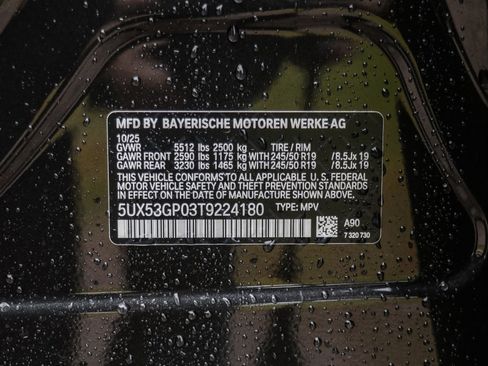 MFD BY BAYERISCHE MOTOREN WERKE AG
10/25
GVWR 5512 lbs 2500 kg TIRE / RIM
GAWR FRONT 2590 lbs 1175 kg WITH 245/50 R19 /8.5Jx 19
GAWR REAR 3230 lbs 1465 kg WITH 245/50 R19 /8.5Jx 19
THIS VEHICLE CONFORMS TO ALL APPLICABLE U. S. FEDERAL
MOTOR VEHICLE SAFETY, BUMPER, AND THEFT PREVENTION
STANDARDS IN EFFECT ON THE DATE OF MANUFACTURE SHOWN ABOVE.
5UX53GP03T9224180 TYPE: MPV
A90
7 320 730